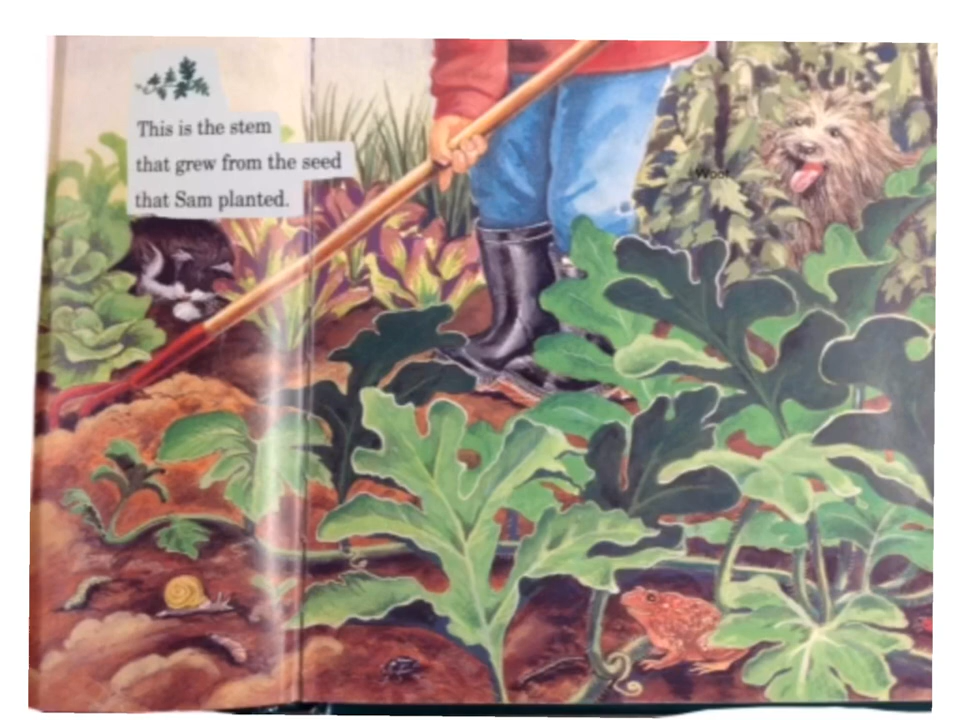 This is the stem
that grew from the seed
that Sam planted.
Woof